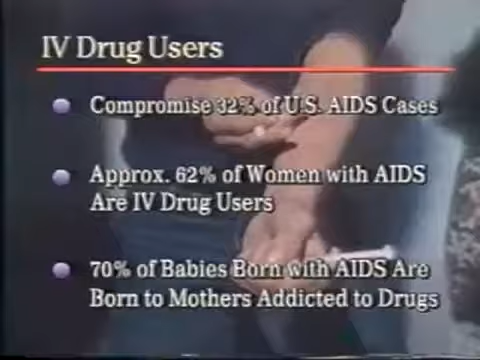 IV Drug Users
Compromise 32% of U.S. AIDS Cases
Approx. 62% of Women with AIDS
Are IV Drug Users
70% of Babies Born with AIDS Are
Born to Mothers Addicted to Drugs